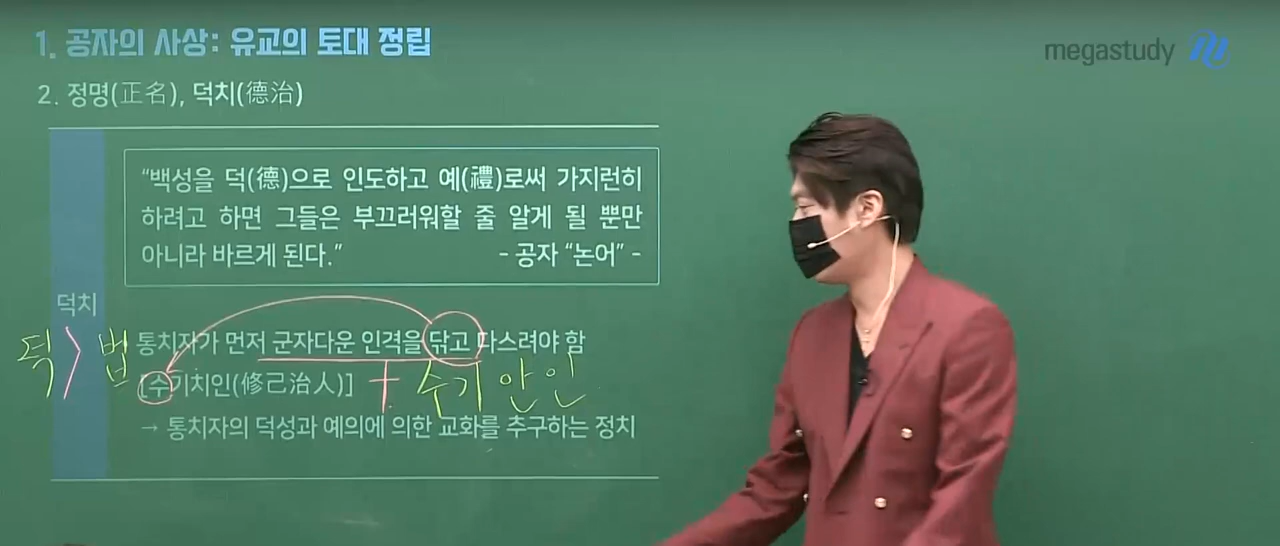 1. 공자의 사상: 유교의 토대 정립
megastudy
2. 정명(正名), 덕치(德治)
“백성을 덕(德)으로 인도하고 예(禮)로써 가지런히
하려고 하면 그들은 부끄러워할 줄 알게 될 뿐만
아니라 바르게 된다.”
- 공자 “논어” -
덕치
덕 > 법
통치자가 먼저 군자다운 인격을 닦고 다스려야 함
[수기치인(修己治人)] + 수기안인
→ 통치자의 덕성과 예의에 의한 교화를 추구하는 정치